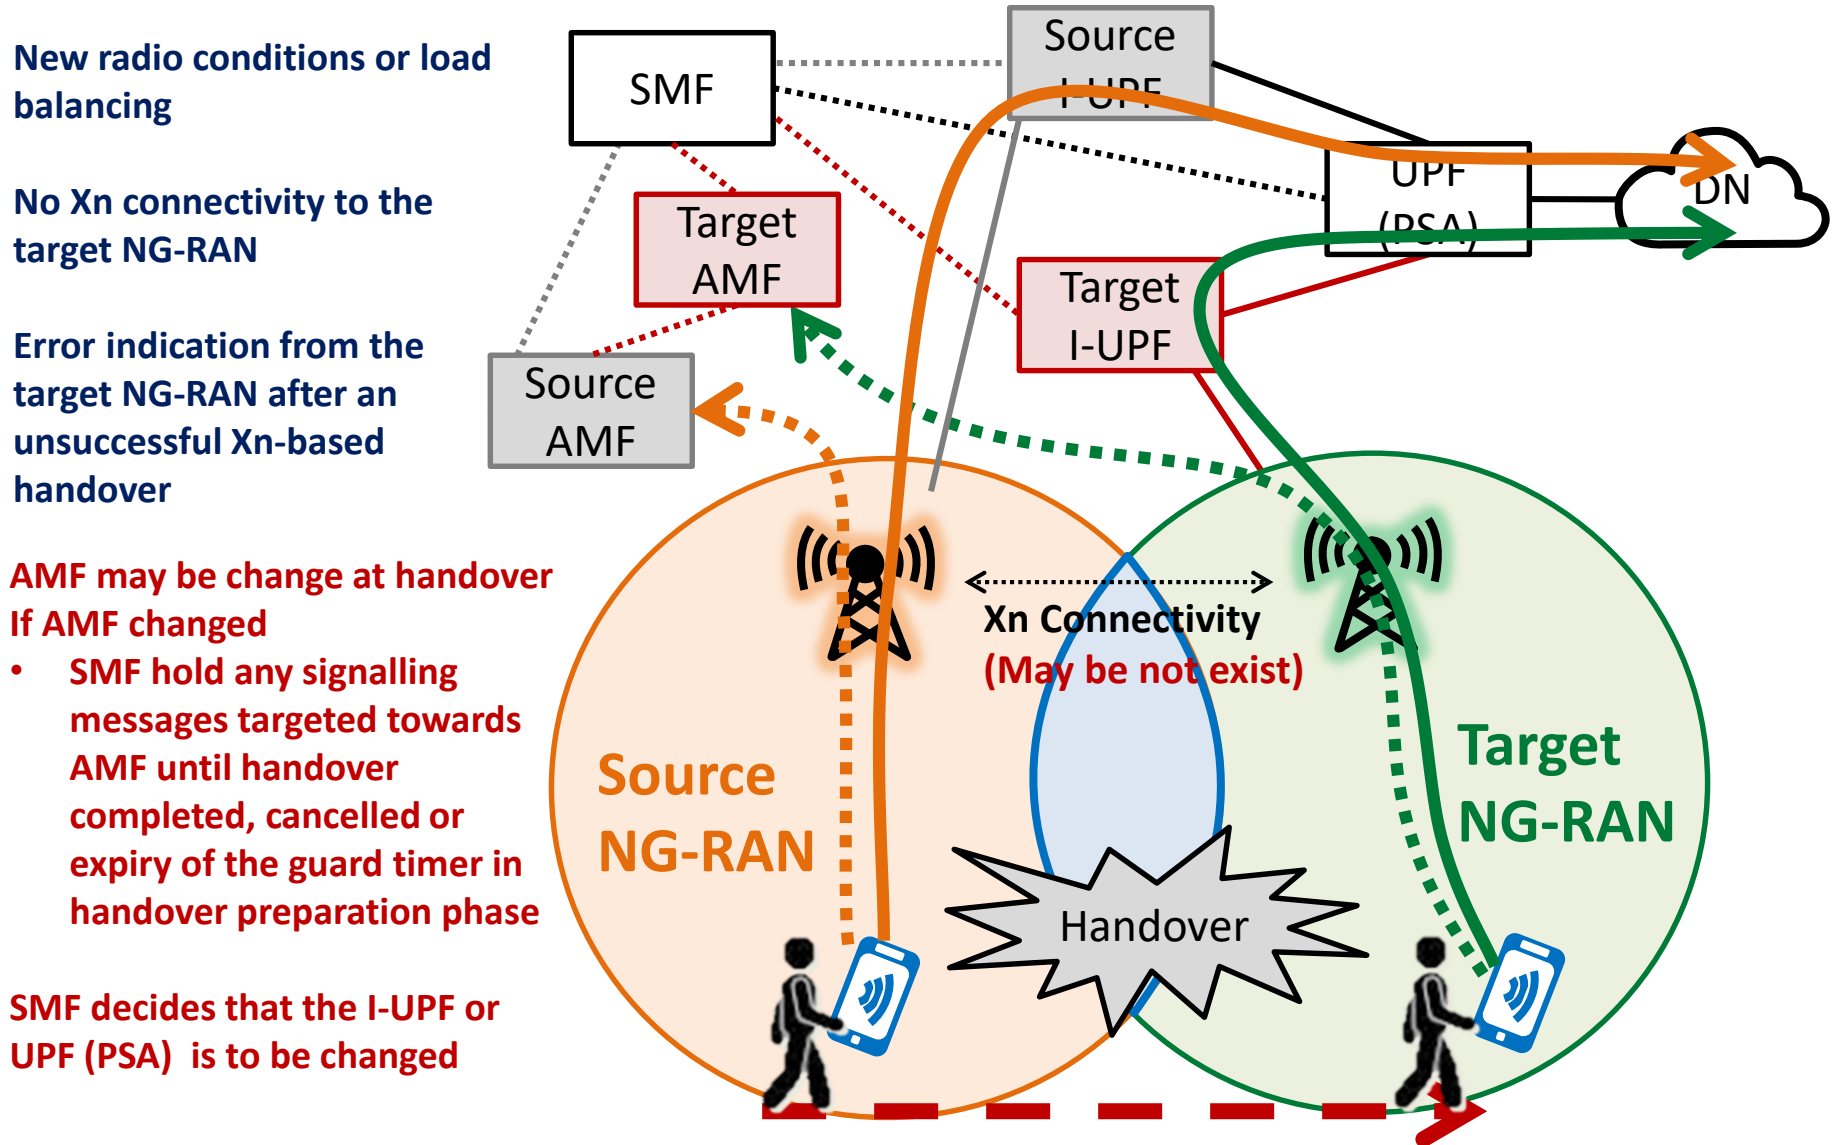 New radio conditions or load
balancing
No Xn connectivity to the
target NG-RAN
Error indication from the
target NG-RAN after an
unsuccessful Xn-based
handover
AMF may be change at handover
If AMF changed
• SMF hold any signalling
messages targeted towards
AMF until handover
completed, cancelled or
expiry of the guard timer in
handover preparation phase
SMF decides that the I-UPF or
UPF (PSA) is to be changed
SMF
Source
I-UPF
Target
AMF
Source
AMF
Target
I-UPF
UPF
(PSA)
DN
Xn Connectivity
(May be not exist)
Source
NG-RAN
Target
NG-RAN
Handover